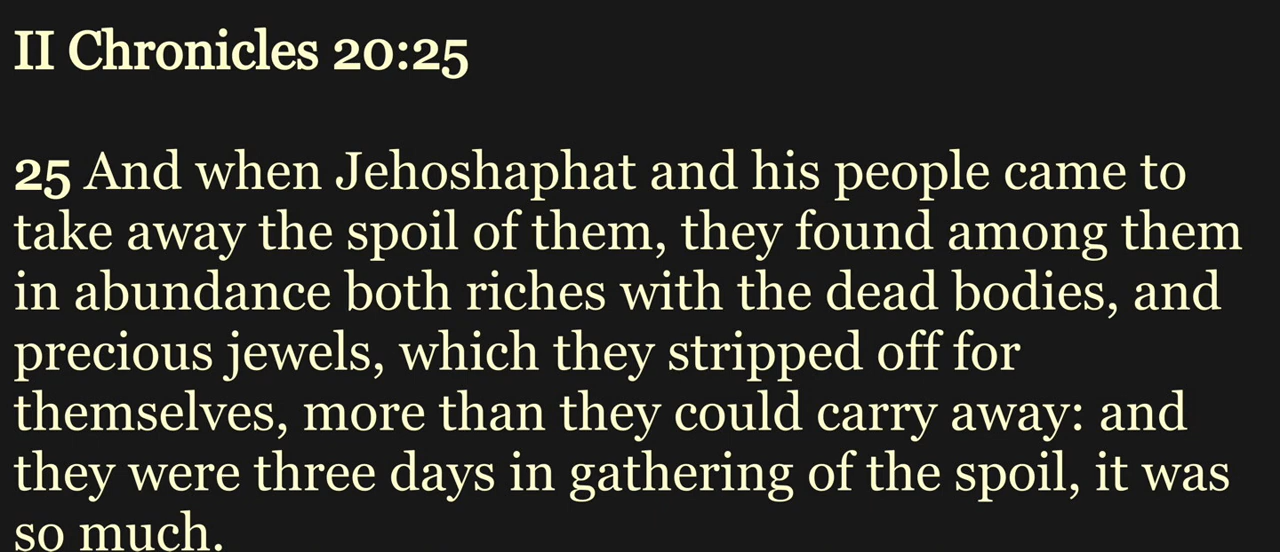 II Chronicles 20:25
25 And when Jehoshaphat and his people came to
take away the spoil of them, they found among them
in abundance both riches with the dead bodies, and
precious jewels, which they stripped off for
themselves, more than they could carry away: and
they were three days in gathering of the spoil, it was
so much.